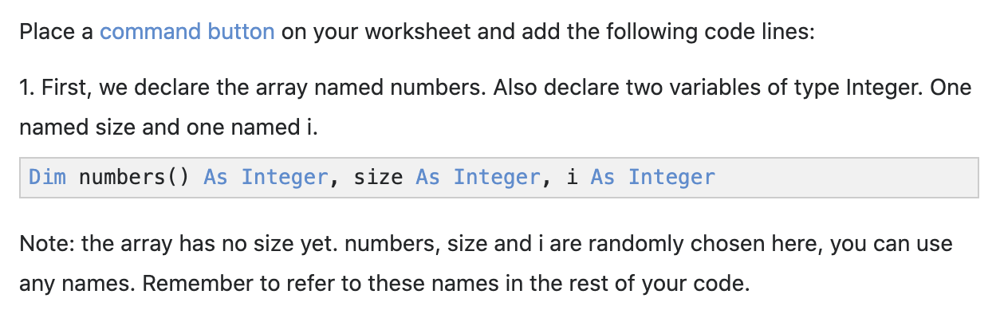 Place a command button on your worksheet and add the following code lines:
1. First, we declare the array named numbers. Also declare two variables of type Integer. One
named size and one named i.
Dim numbers() As Integer, size As Integer, i As Integer
Note: the array has no size yet. numbers, size and i are randomly chosen here, you can use
any names. Remember to refer to these names in the rest of your code.